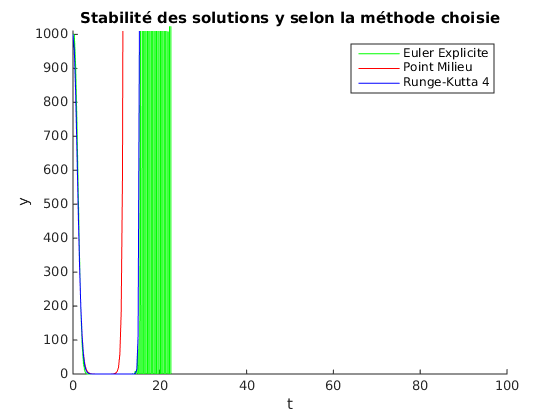 Stabilité des solutions y selon la méthode choisie
1000
900
800
700
600
500
400
300
200
100
0
y
Euler Explicite
Point Milieu
Runge-Kutta 4
0 20 40 60 80 100
t